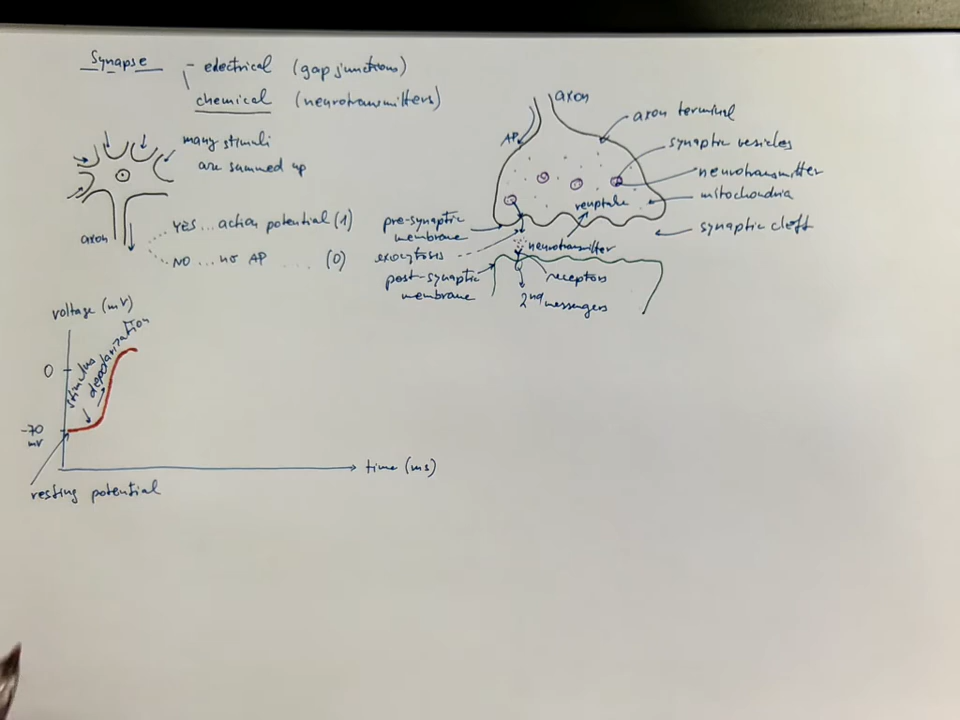 Synapse - electrical (gap junctions)
chemical (neurotransmitters)
many stimuli
are summed up
axon
YES...action potential (1)
NO...no AP ..... (0)
axon
AP
axon terminal
synaptic vesicles
neurotransmitter
mitochondria
reuptake
synaptic cleft
pre-synaptic
membrane
exocytosis
neurotransmitter
post-synaptic
membrane
receptors
2nd messengers
voltage (mV)
0
stimulus
depolarization
-70
mV
time (ms)
resting potential